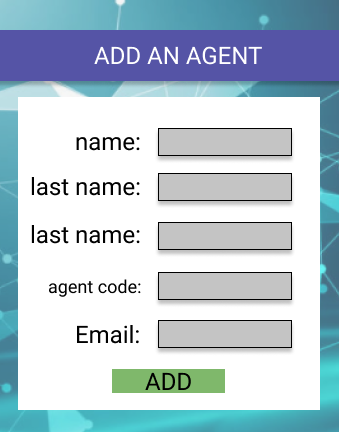 ADD AN AGENT
name:
last name:
last name:
agent code:
Email:
ADD